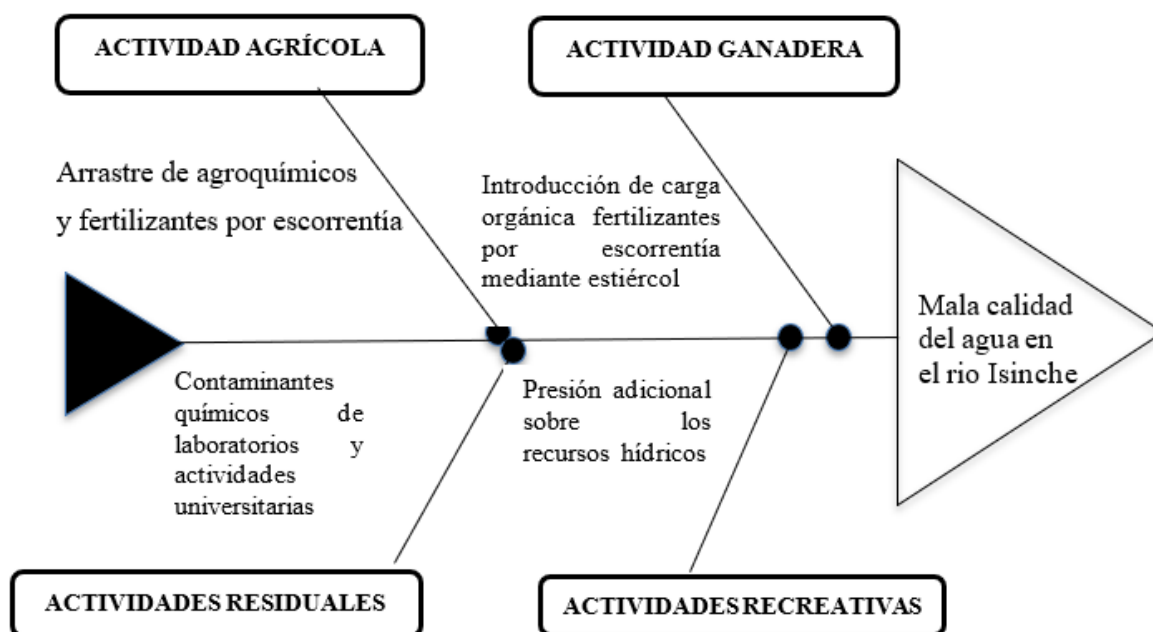 ACTIVIDAD AGRÍCOLA
ACTIVIDAD GANADERA
Arrastre de agroquímicos
y fertilizantes por escorrentía
Introducción de carga
orgánica fertilizantes
por escorrentía
mediante estiércol
Mala calidad
del agua en
el rio Isinche
Contaminantes
químicos de
laboratorios y
actividades
universitarias
Presión adicional
sobre los
recursos hídricos
ACTIVIDADES RESIDUALES
ACTIVIDADES RECREATIVAS